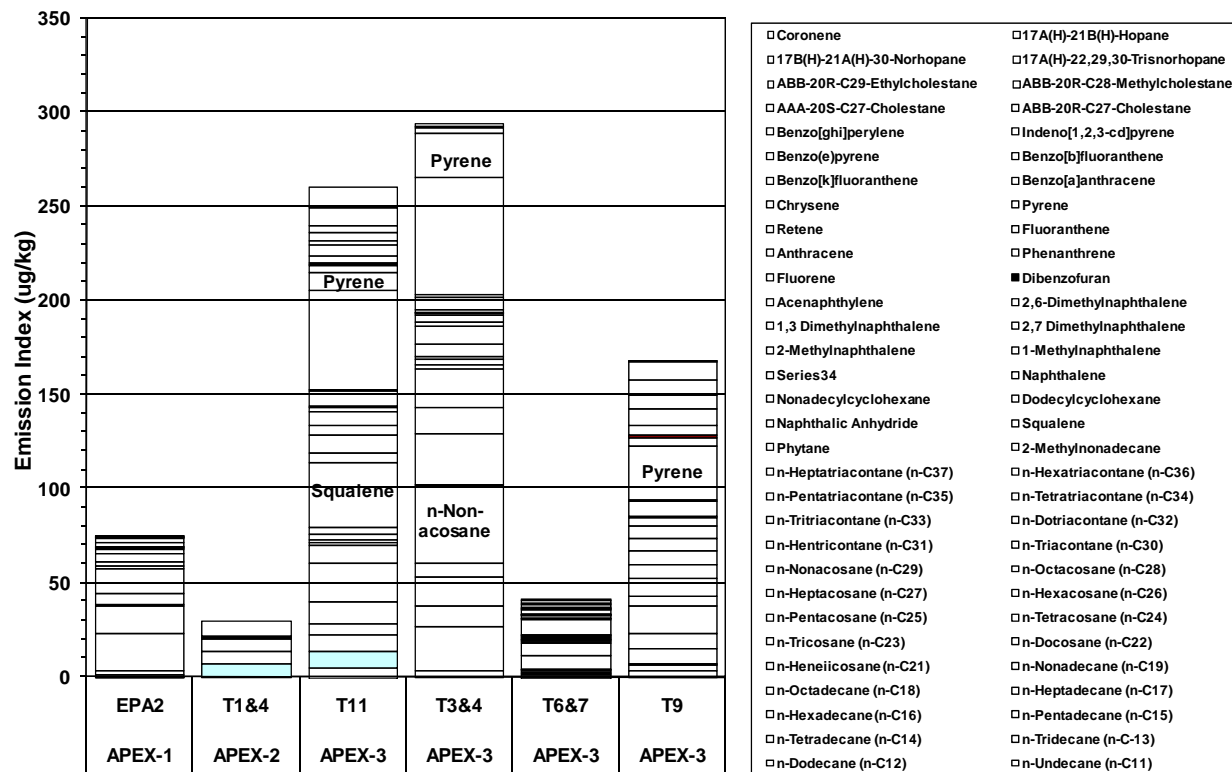 350
300
250
200
150
100
50
0
Emission Index (ug/kg)
Pyrene
Squalene
Pyrene
n-Non-
acosane
Pyrene
EPA2 T1&4 T11 T3&4 T6&7 T9
APEX-1 APEX-2 APEX-3 APEX-3 APEX-3 APEX-3
Coronene 17A(H)-21B(H)-Hopane
17B(H)-21A(H)-30-Norhopane 17A(H)-22,29,30-Trisnorhopane
ABB-20R-C29-Ethylcholestane ABB-20R-C28-Methylcholestane
AAA-20S-C27-Cholestane ABB-20R-C27-Cholestane
Benzo[ghi]perylene Indeno[1,2,3-cd]pyrene
Benzo(e)pyrene Benzo[b]fluoranthene
Benzo[k]fluoranthene Benzo[a]anthracene
Chrysene Pyrene
Retene Fluoranthene
Anthracene Phenanthrene
Fluorene Dibenzofuran
Acenaphthylene 2,6-Dimethylnaphthalene
1,3 Dimethylnaphthalene 2,7 Dimethylnaphthalene
2-Methylnaphthalene 1-Methylnaphthalene
Series34 Naphthalene
Nonadecylcyclohexane Dodecylcyclohexane
Naphthalic Anhydride Squalene
Phytane 2-Methylnonadecane
n-Heptatriacontane (n-C37) n-Hexatriacontane (n-C36)
n-Pentatriacontane (n-C35) n-Tetratriacontane (n-C34)
n-Tritriacontane (n-C33) n-Dotriacontane (n-C32)
n-Hentricontane (n-C31) n-Triacontane (n-C30)
n-Nonacosane (n-C29) n-Octacosane (n-C28)
n-Heptacosane (n-C27) n-Hexacosane (n-C26)
n-Pentacosane (n-C25) n-Tetracosane (n-C24)
n-Tricosane (n-C23) n-Docosane (n-C22)
n-Heneiicosane (n-C21) n-Nonadecane (n-C19)
n-Octadecane (n-C18) n-Heptadecane (n-C17)
n-Hexadecane (n-C16) n-Pentadecane (n-C15)
n-Tetradecane (n-C14) n-Tridecane (n-C-13)
n-Dodecane (n-C12) n-Undecane (n-C11)